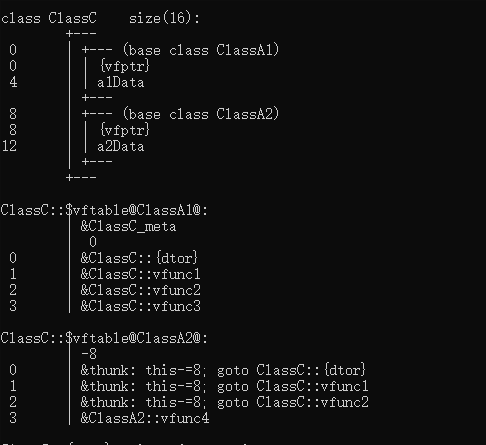 class ClassC    size(16):
        +---
 0      | +--- (base class ClassA1)
 0      | | {vfptr}
 4      | | a1Data
        | +---
 8      | +--- (base class ClassA2)
 8      | | {vfptr}
12      | | a2Data
        | +---
        +---
ClassC::$vftable@ClassA1@:
        | &ClassC_meta
        |  0
 0      | &ClassC::{dtor}
 1      | &ClassC::vfunc1
 2      | &ClassC::vfunc2
 3      | &ClassC::vfunc3
ClassC::$vftable@ClassA2@:
        | -8
 0      | &thunk: this-=8; goto ClassC::{dtor}
 1      | &thunk: this-=8; goto ClassC::vfunc1
 2      | &thunk: this-=8; goto ClassC::vfunc2
 3      | &ClassA2::vfunc4